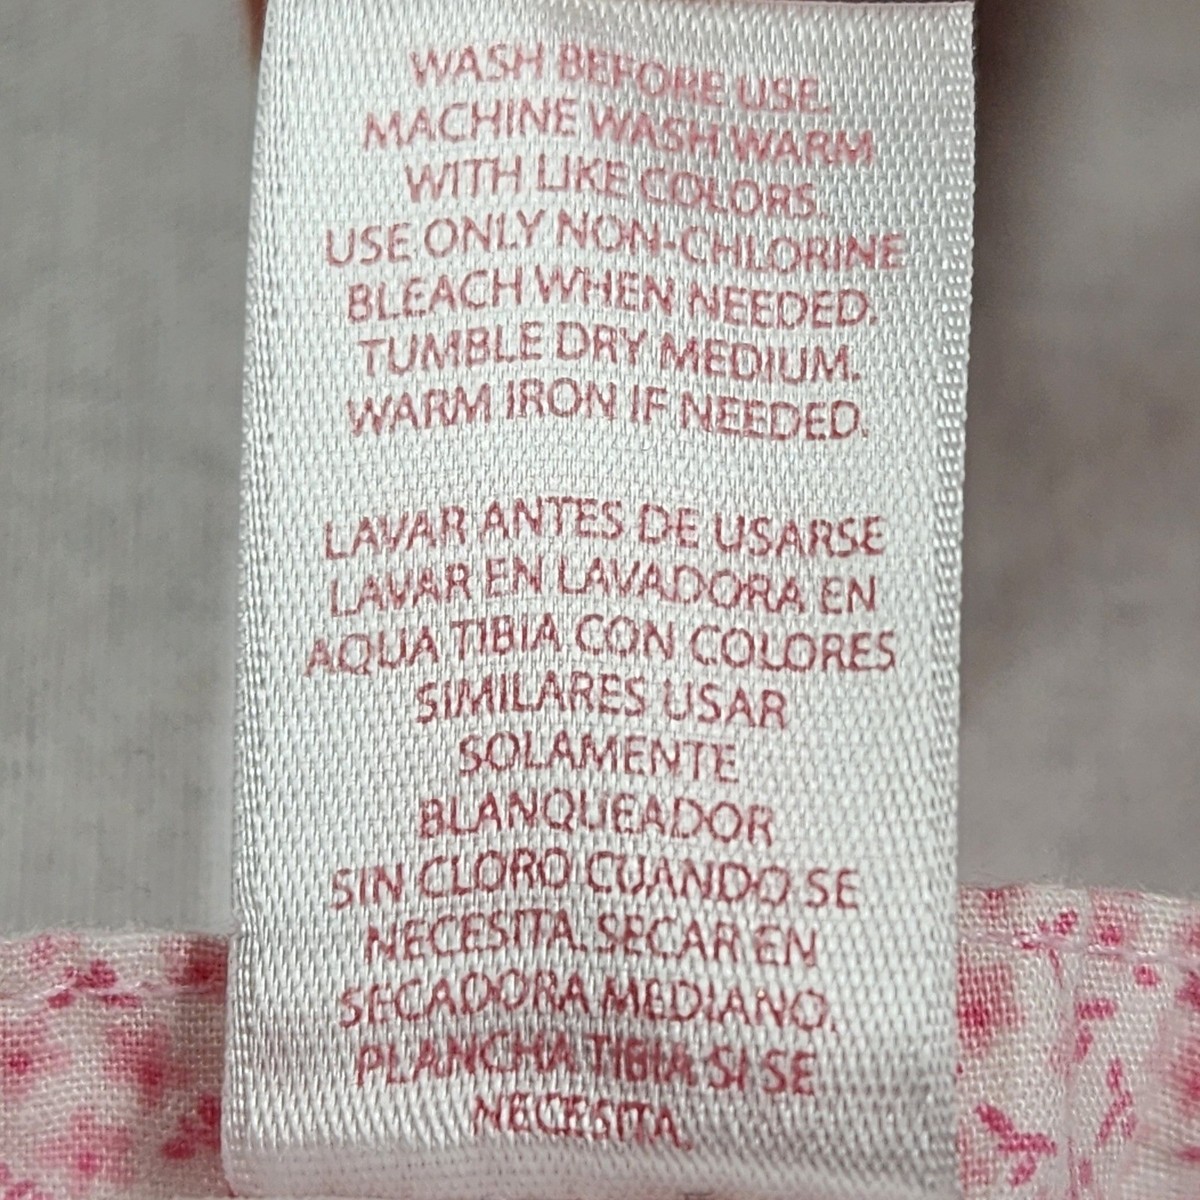 WASH BEFORE USE.
MACHINE WASH WARM
WITH LIKE COLORS.
USE ONLY NON-CHLORINE
BLEACH WHEN NEEDED.
TUMBLE DRY MEDIUM.
WARM IRON IF NEEDED.
LAVAR ANTES DE USARSE
LAVAR EN LAVADORA EN
AQUA TIBIA CON COLORES
SIMILARES USAR
SOLAMENTE
BLANQUEADOR
SIN CLORO CUANDO SE
NECESITA. SECAR EN
SECADORA MEDIANO.
PLANCHA TIBIA SI SE
NECESITA.